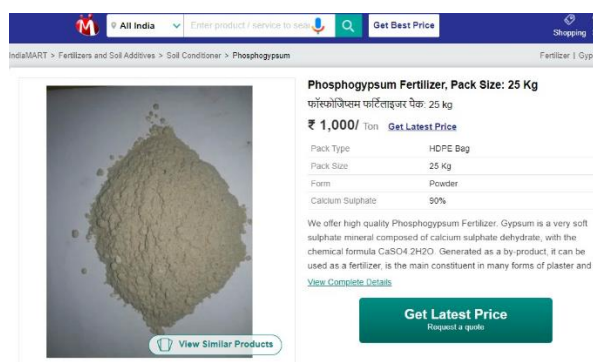 All India
Enter product / service to sea
Get Best Price
Shopping
IndiaMART > Fertilizers and Soil Additives > Soil Conditioner > Phosphogypsum
Fertilizer | Gyp
Phosphogypsum Fertilizer, Pack Size: 25 Kg
फॉस्फोजिप्सम फर्टिलाइजर पैक: 25 kg
₹ 1,000/ Ton Get Latest Price
Pack Type HDPE Bag
Pack Size 25 Kg
Form Powder
Calcium Sulphate 90%
We offer high quality Phosphogypsum Fertilizer. Gypsum is a very soft
sulphate mineral composed of calcium sulphate dehydrate, with the
chemical formula CaSO4 2H2O. Generated as a by-product, it can be
used as a fertilizer, is the main constituent in many forms of plaster and
View Complete Details
Get Latest Price
Request a quote
View Similar Products